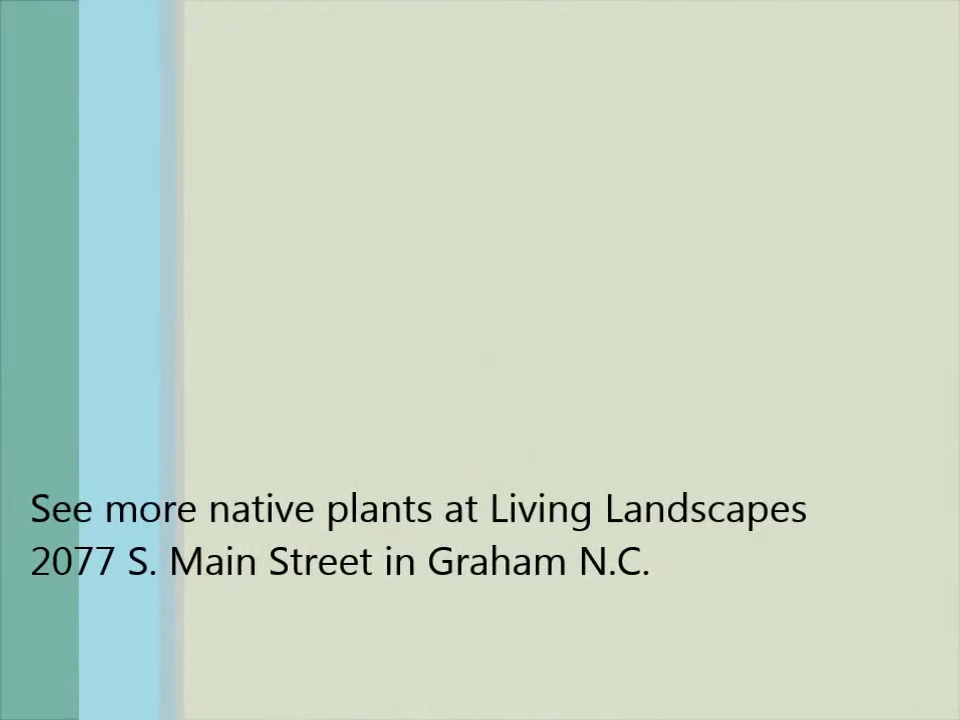 See more native plants at Living Landscapes
2077 S. Main Street in Graham N.C.